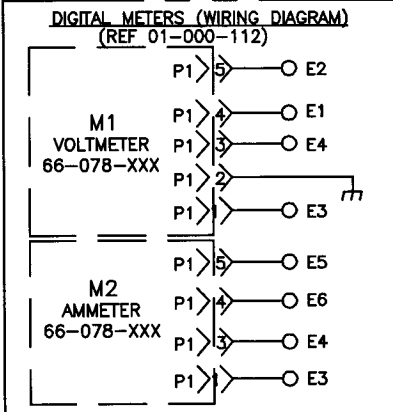 DIGITAL METERS (WIRING DIAGRAM)
(REF 01-000-112)
P1 5 E2
M1
VOLTMETER
66-078-XXX
P1 4 E1
P1 3 E4
P1 2
P1 1 E3
P1 5 E5
M2
AMMETER
66-078-XXX
P1 4 E6
P1 3 E4
P1 1 E3